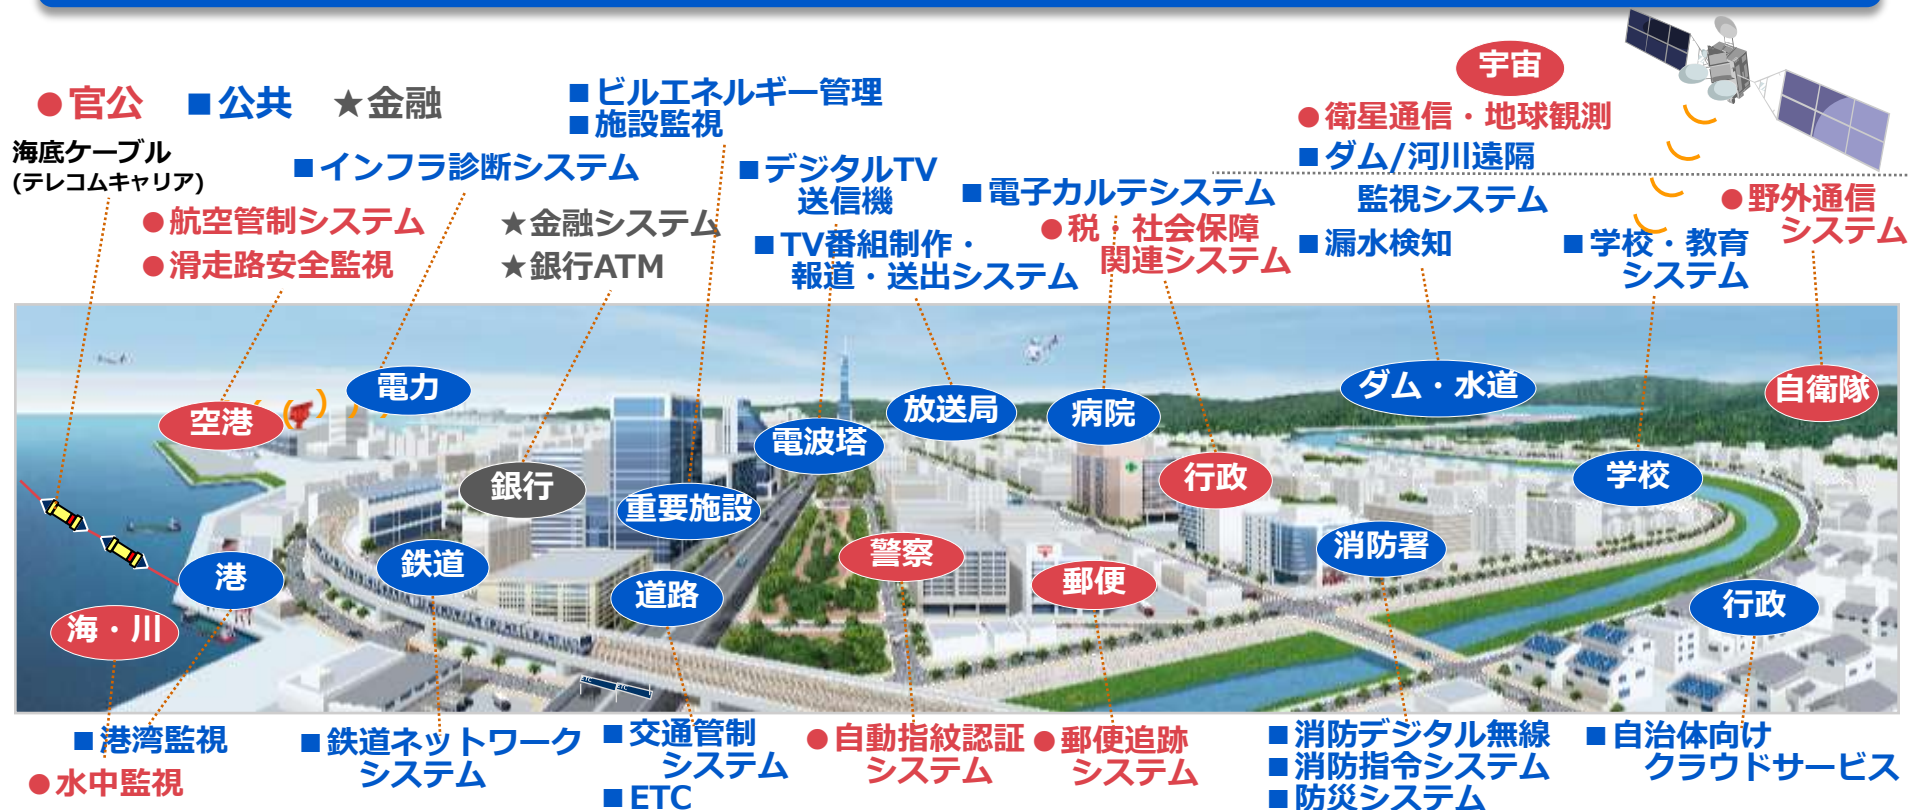 ●官公 ■公共 ★金融
海底ケーブル
(テレコムキャリア)
■ビルエネルギー管理
■施設監視
■インフラ診断システム
●航空管制システム
●滑走路安全監視
★金融システム
★銀行ATM
■デジタルTV
送信機
■TV番組制作・
報道・送出システム
■電子カルテシステム
●税・社会保障
関連システム
宇宙
●衛星通信・地球観測
■ダム/河川遠隔
監視システム
■漏水検知
■学校・教育
システム
●野外通信
システム
電力
空港
銀行
重要施設
電波塔
放送局
病院
行政
ダム・水道
学校
自衛隊
港
海・川
鉄道
道路
警察
郵便
消防署
行政
ETC
ETC
■港湾監視
●水中監視
■鉄道ネットワーク
システム
■交通管制
システム
■ETC
●自動指紋認証
システム
●郵便追跡
システム
■消防デジタル無線
■消防指令システム
■防災システム
■自治体向け
クラウドサービス